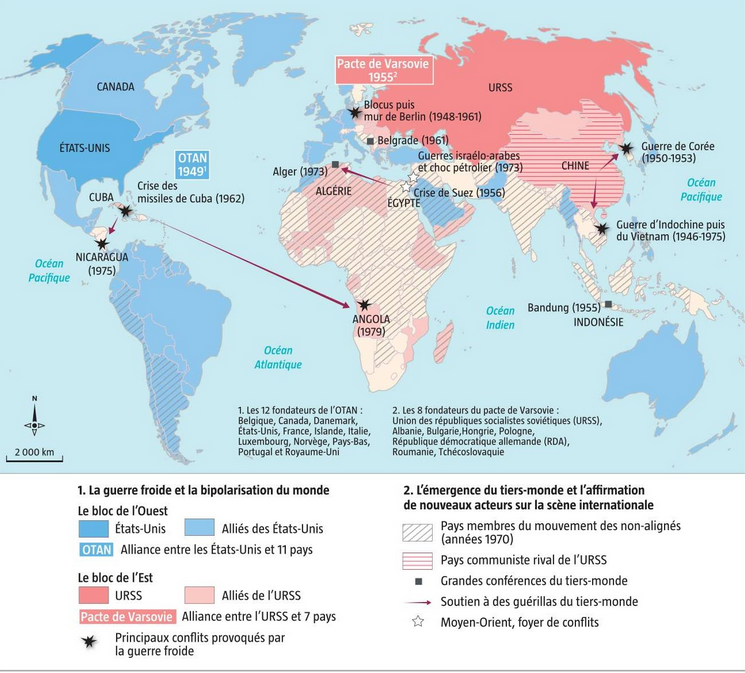 Pacte de Varsovie
1955²
CANADA
URSS
Blocus puis
mur de Berlin (1948-1961)
ÉTATS-UNIS
OTAN
1949¹
Belgrade (1961)
Guerre de Corée
(1950-1953)
Guerres israélo-arabes
et choc pétrolier (1973)
CHINE
Alger (1973)
CUBA
Crise des
missiles de Cuba (1962)
ALGÉRIE
Crise de Suez (1956)
ÉGYPTE
Océan
Pacifique
Guerre d'Indochine puis
du Vietnam (1946-1975)
NICARAGUA
(1975)
Océan
Pacifique
ANGOLA
(1979)
Océan
Indien
Bandung (1955)
INDONÉSIE
Océan
Atlantique
N
2 000 km
1. Les 12 fondateurs de l'OTAN :
Belgique, Canada, Danemark,
États-Unis, France, Islande, Italie,
Luxembourg, Norvège, Pays-Bas,
Portugal et Royaume-Uni
2. Les 8 fondateurs du pacte de Varsovie :
Union des républiques socialistes soviétiques (URSS),
Albanie, Bulgarie,Hongrie, Pologne,
République démocratique allemande (RDA),
Roumanie, Tchécoslovaquie
1. La guerre froide et la bipolarisation du monde
Le bloc de l'Ouest
États-Unis
Alliés des États-Unis
OTAN Alliance entre les États-Unis et 11 pays
Le bloc de l'Est
URSS
Alliés de l'URSS
Pacte de Varsovie Alliance entre l'URSS et 7 pays
Principaux conflits provoqués par
la guerre froide
2. L'émergence du tiers-monde et l'affirmation
de nouveaux acteurs sur la scène internationale
Pays membres du mouvement des non-alignés
(années 1970)
Pays communiste rival de l'URSS
Grandes conférences du tiers-monde
Soutien à des guérillas du tiers-monde
Moyen-Orient, foyer de conflits